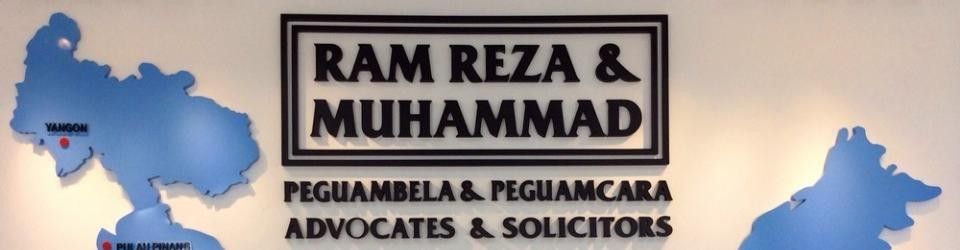 RAM REZA &
MUHAMMAD
PEGUAMBELA & PEGUAMCARA
ADVOCATES & SOLICITORS
YANGON
PULAU PINANG